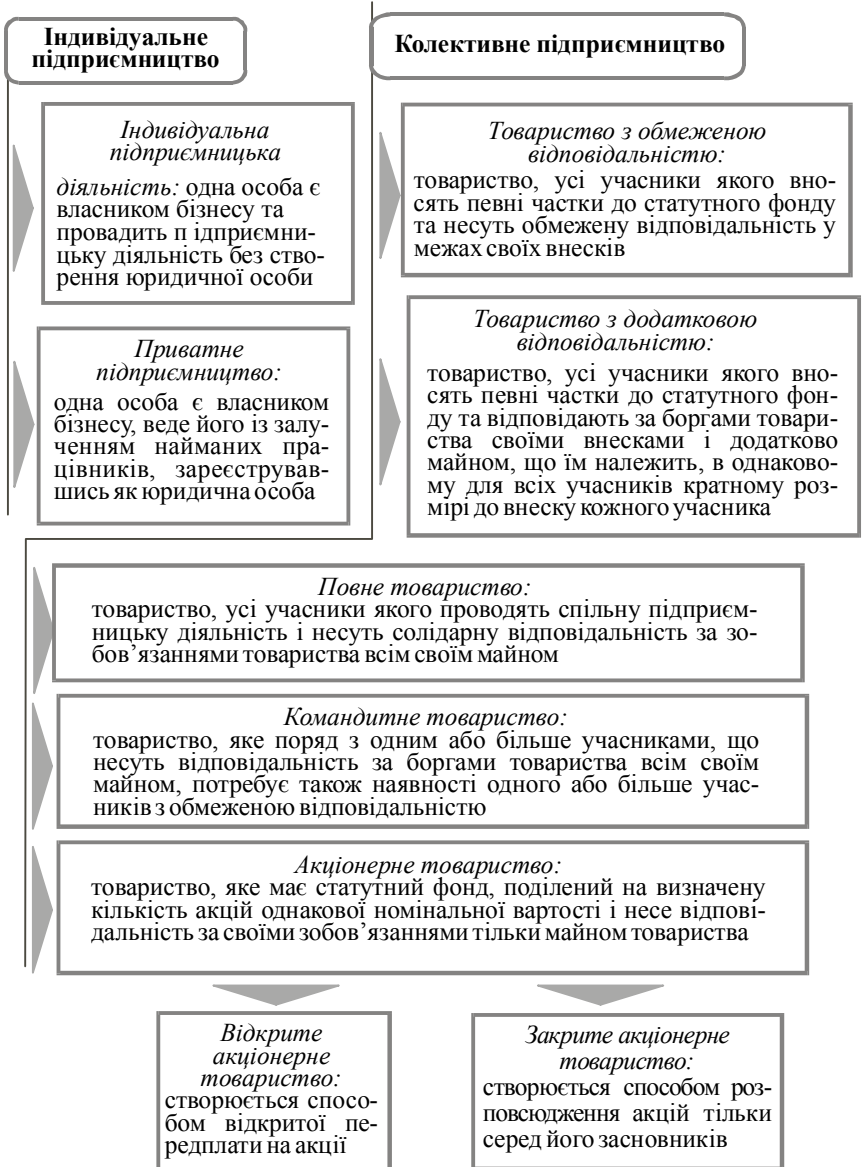 Індивідуальне
підприємництво
Індивідуальна
підприємницька
діяльність: одна особа є
власником бізнесу та
провадить п ідприємни-
цьку діяльність без ство-
рення юридичної особи
Приватне
підприємництво:
одна особа є власником
бізнесу, веде його із залу-
ченням найманих пра-
цівників, зареєстрував-
шись як юридична особа
Колективне підприємництво
Товариство з обмеженою
відповідальністю:
товариство, усі учасники якого вно-
сять певні частки до статутного фонду
та несуть обмежену відповідальність у
межах своїх внесків
Товариство з додатковою
відповідальністю:
товариство, усі учасники якого вно-
сять певні частки до статутного фон-
ду та відповідають за боргами товари-
ства своїми внесками і додатково
майном, що їм належить, в однаково-
му для всіх учасників кратному роз-
мірі до внеску кожного учасника
Повне товариство:
товариство, усі учасники якого проводять спільну підприєм-
ницьку діяльність і несуть солідарну відповідальність за зо-
бов’язаннями товариства всім своїм майном
Командитне товариство:
товариство, яке поряд з одним або більше учасниками, що
несуть відповідальність за боргами товариства всім своїм
майном, потребує також наявності одного або більше учас-
ників з обмеженою відповідальністю
Акціонерне товариство:
товариство, яке має статутний фонд, поділений на визначену
кількість акцій однакової номінальної вартості і несе відпові-
дальність за своїми зобов’язаннями тільки майном товариства
Відкрите
акціонерне
товариство:
створюється спосо-
бом відкритої пе-
редплати на акції
Закрите акціонерне
товариство:
створюється способом роз-
повсюдження акцій тільки
серед його засновників